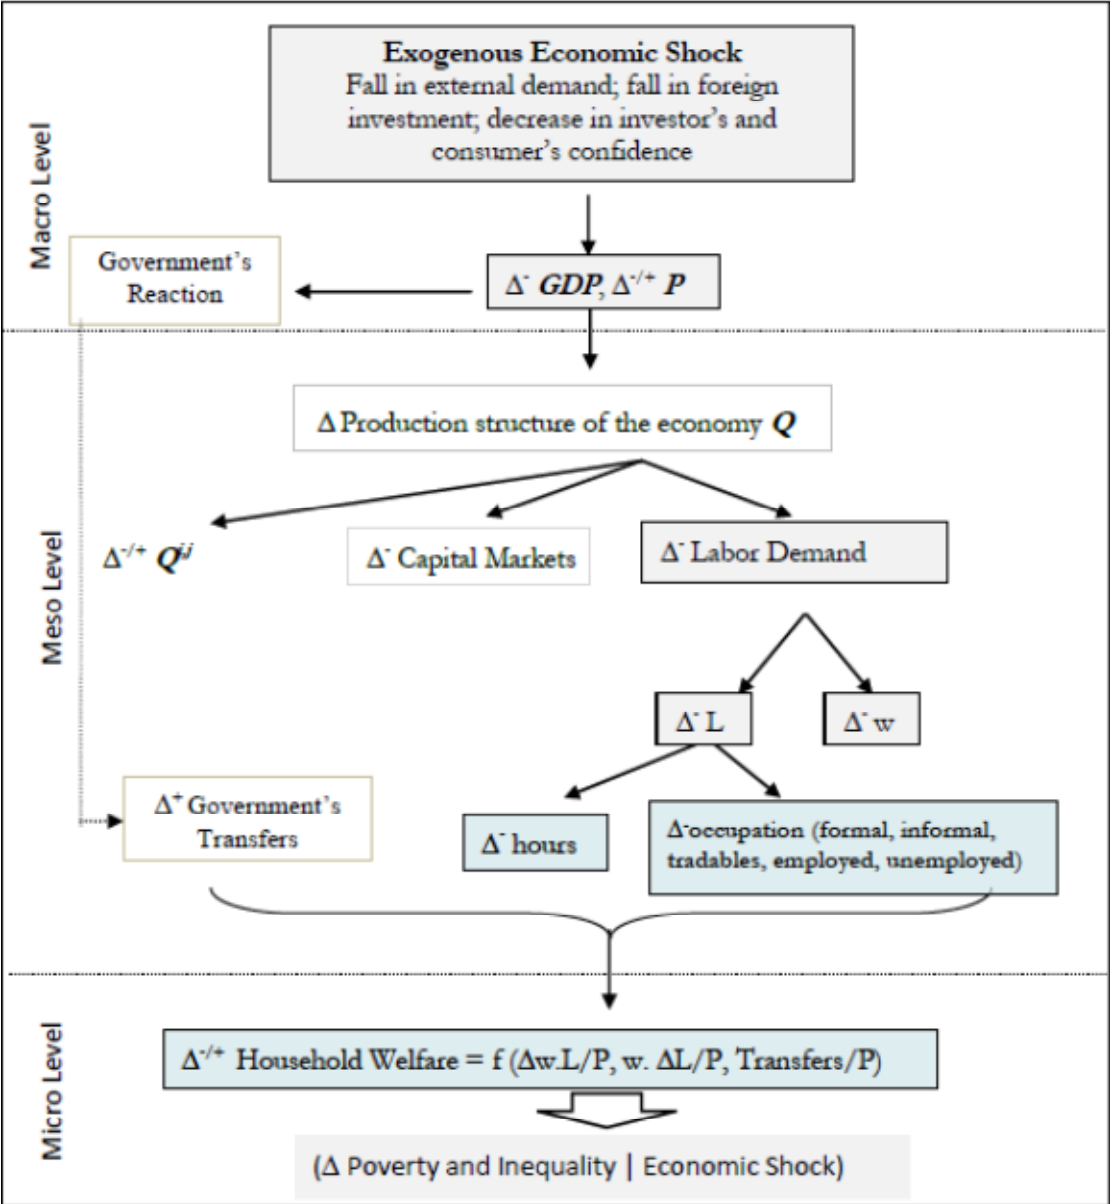 Macro Level
Exogenous Economic Shock
Fall in external demand; fall in foreign
investment; decrease in investor's and
consumer's confidence
Government's
Reaction
Δ⁻ GDP, Δ⁻/⁺ P
Meso Level
Δ Production structure of the economy Q
Δ⁻/⁺ Qⁱ,ʲ
Δ⁻ Capital Markets
Δ⁻ Labor Demand
Δ⁻ L
Δ⁻ w
Δ⁺ Government's
Transfers
Δ⁻ hours
Δ⁻occupation (formal, informal,
tradables, employed, unemployed)
Micro Level
Δ⁻/⁺ Household Welfare = f (Δw.L/P, w. ΔL/P, Transfers/P)
(Δ Poverty and Inequality | Economic Shock)